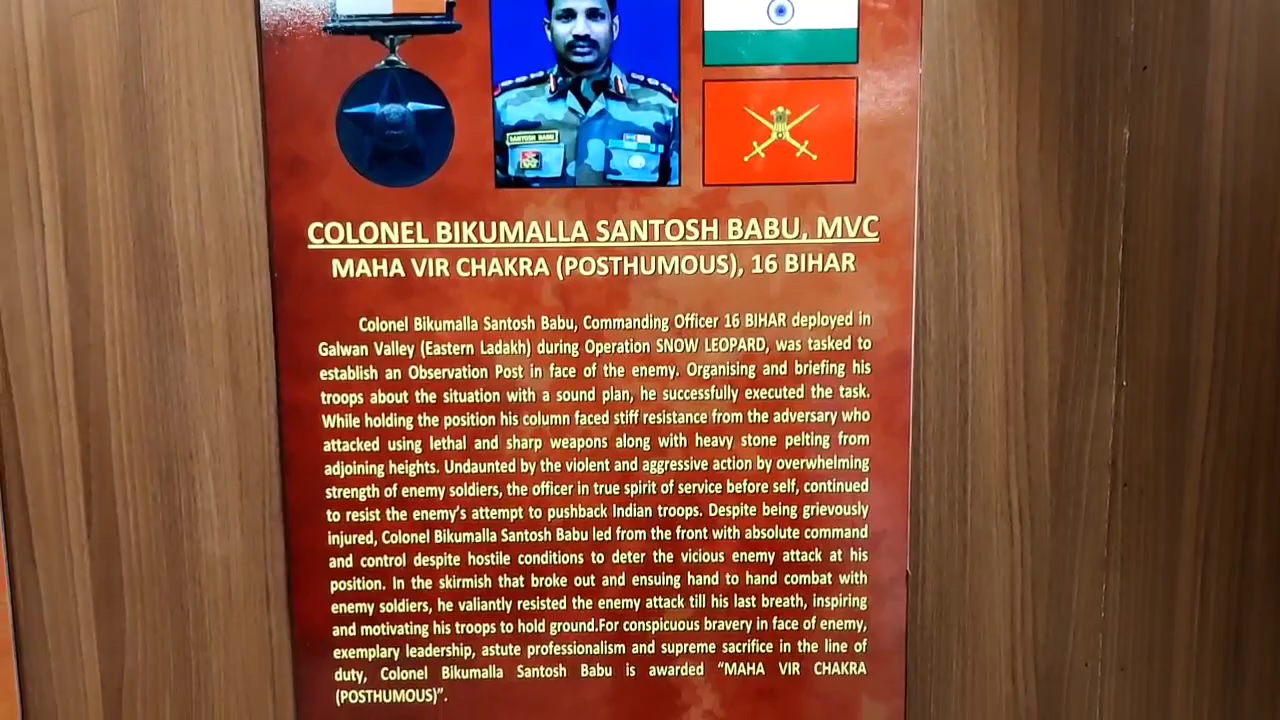 SANTOSH BABU
COLONEL BIKUMALLA SANTOSH BABU, MVC
MAHA VIR CHAKRA (POSTHUMOUS), 16 BIHAR
Colonel Bikumalla Santosh Babu, Commanding Officer 16 BIHAR deployed in
Galwan Valley (Eastern Ladakh) during Operation SNOW LEOPARD, was tasked to
establish an Observation Post in face of the enemy. Organising and briefing his
troops about the situation with a sound plan, he successfully executed the task.
While holding the position his column faced stiff resistance from the adversary who
attacked using lethal and sharp weapons along with heavy stone pelting from
adjoining heights. Undaunted by the violent and aggressive action by overwhelming
strength of enemy soldiers, the officer in true spirit of service before self, continued
to resist the enemy's attempt to pushback Indian troops. Despite being grievously
injured, Colonel Bikumalla Santosh Babu led from the front with absolute command
and control despite hostile conditions to deter the vicious enemy attack at his
position. In the skirmish that broke out and ensuing hand to hand combat with
enemy soldiers, he valiantly resisted the enemy attack till his last breath, inspiring
and motivating his troops to hold ground.For conspicuous bravery in face of enemy,
exemplary leadership, astute professionalism and supreme sacrifice in the line of
duty, Colonel Bikumalla Santosh Babu is awarded "MAHA VIR CHAKRA
(POSTHUMOUS)".